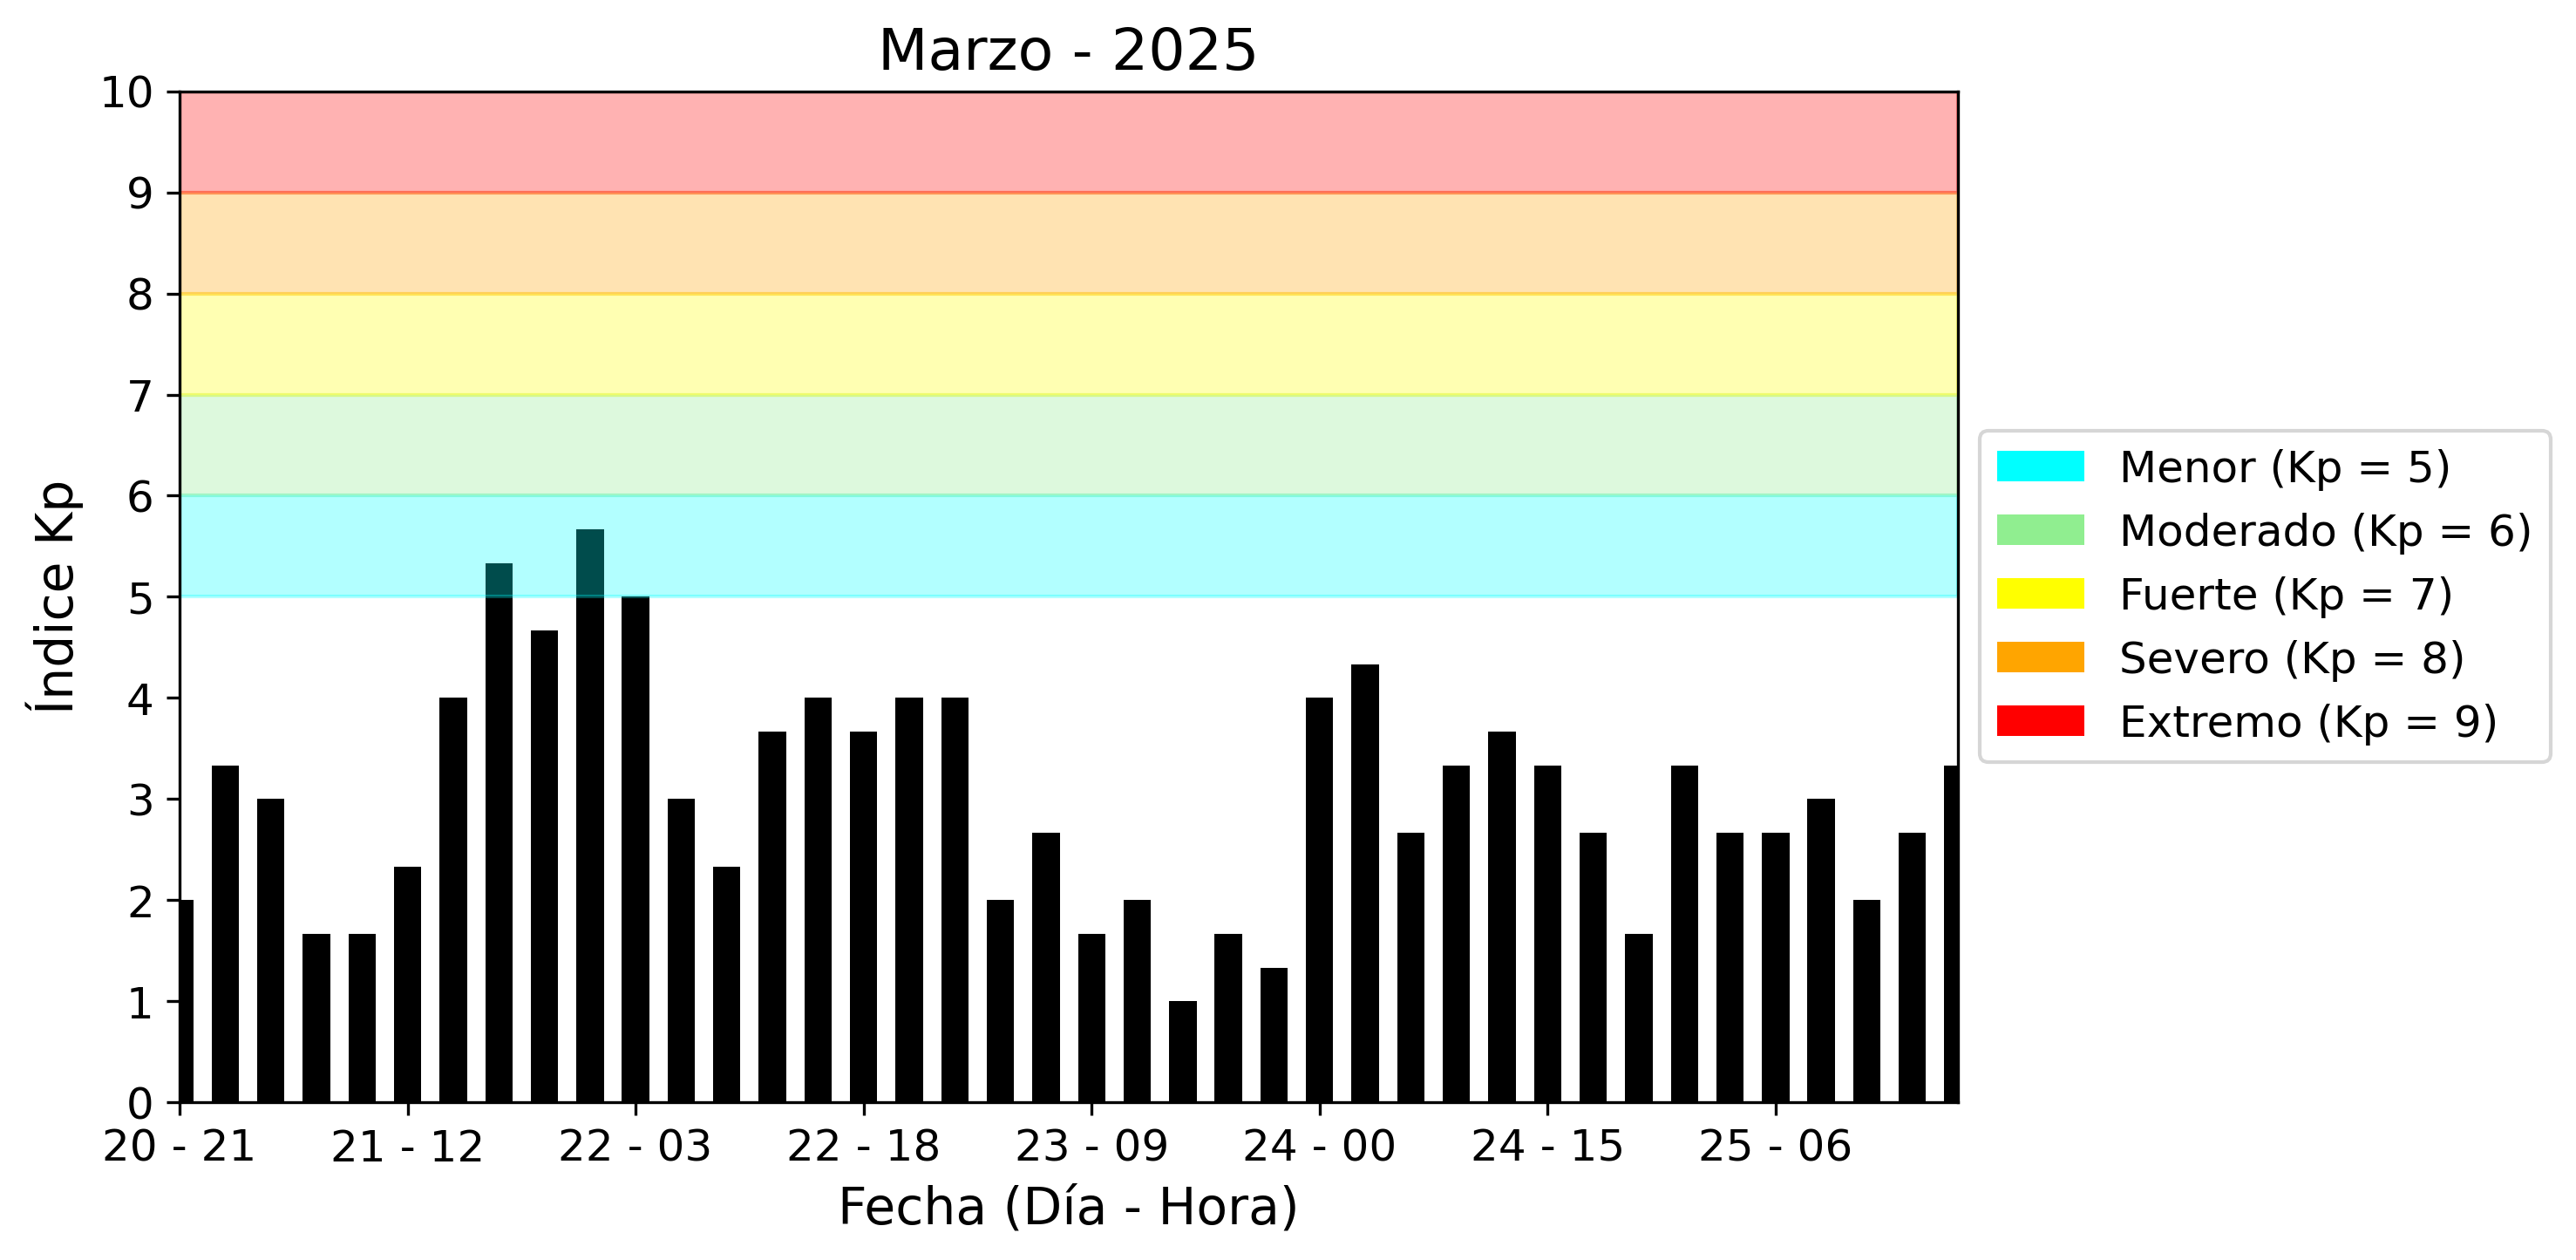 Marzo - 2025
10
9
8
7
6
5
4
3
2
1
0
Índice Kp
20 - 21
21 - 12
22 - 03
22 - 18
23 - 09
24 - 00
24 - 15
25 - 06
Fecha (Día - Hora)
Menor (Kp = 5)
Moderado (Kp = 6)
Fuerte (Kp = 7)
Severo (Kp = 8)
Extremo (Kp = 9)